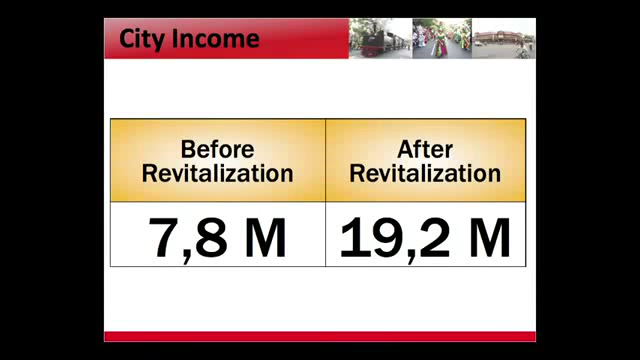 City Income
Before
Revitalization
After
Revitalization
7,8 M
19,2 M